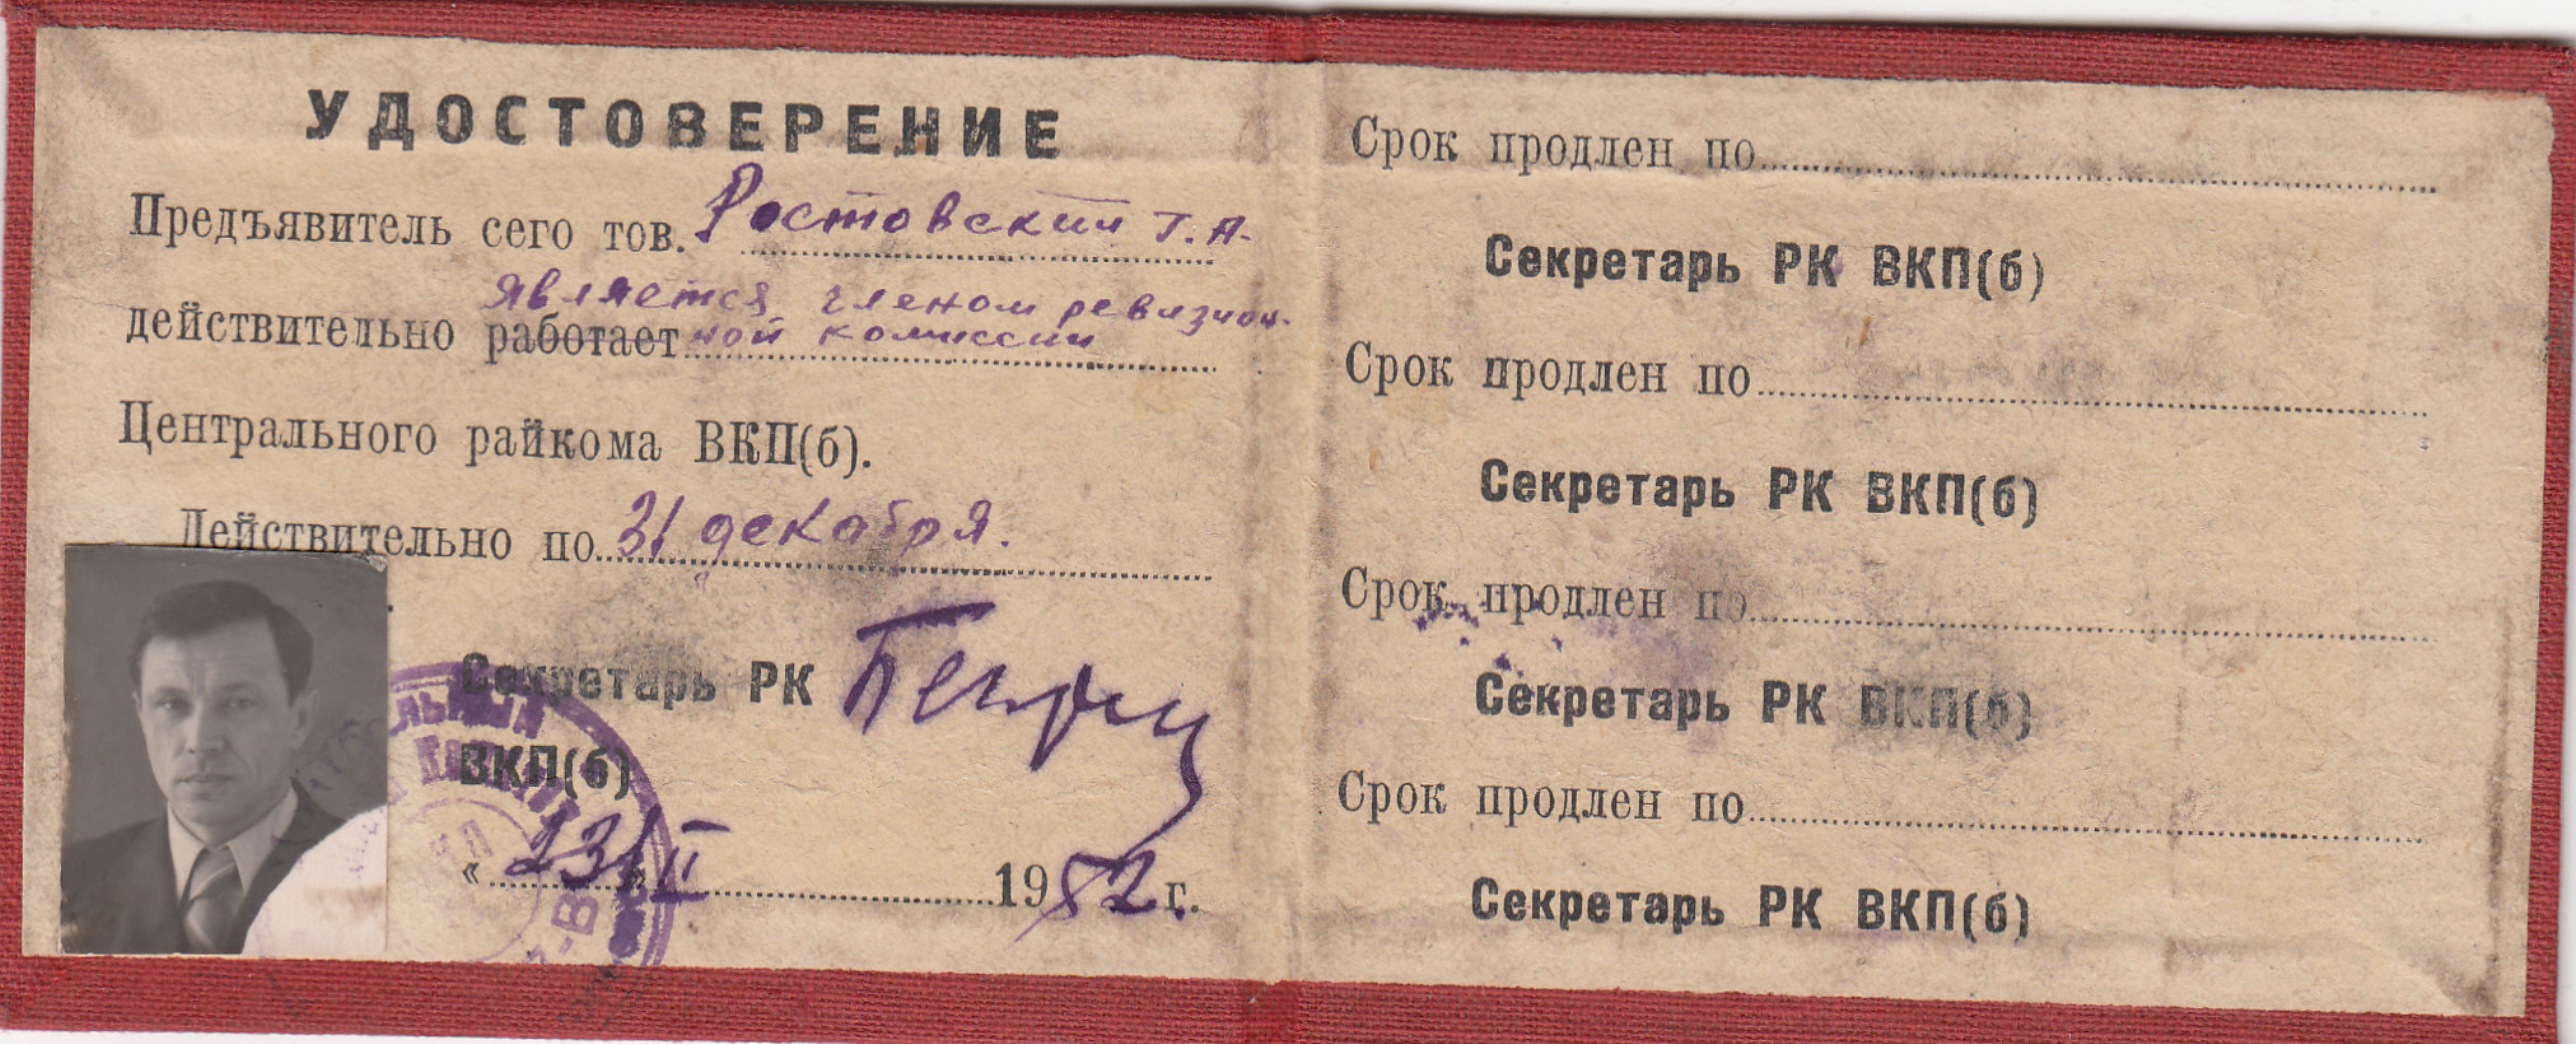 УДОСТОВЕРЕНИЕ
Предъявитель сего тов. Ростовский Т.А.
является членом ревизион-
действительно работает ной комиссии
Центрального райкома ВКП(б).
Действительно по 31 декабря.
Секретарь РК
ВКП(б)
«23» II 1952 г.
Срок продлен по
Секретарь РК ВКП(б)
Срок продлен по
Секретарь РК ВКП(б)
Срок продлен по
Секретарь РК ВКП(б)
Срок продлен по
Секретарь РК ВКП(б)